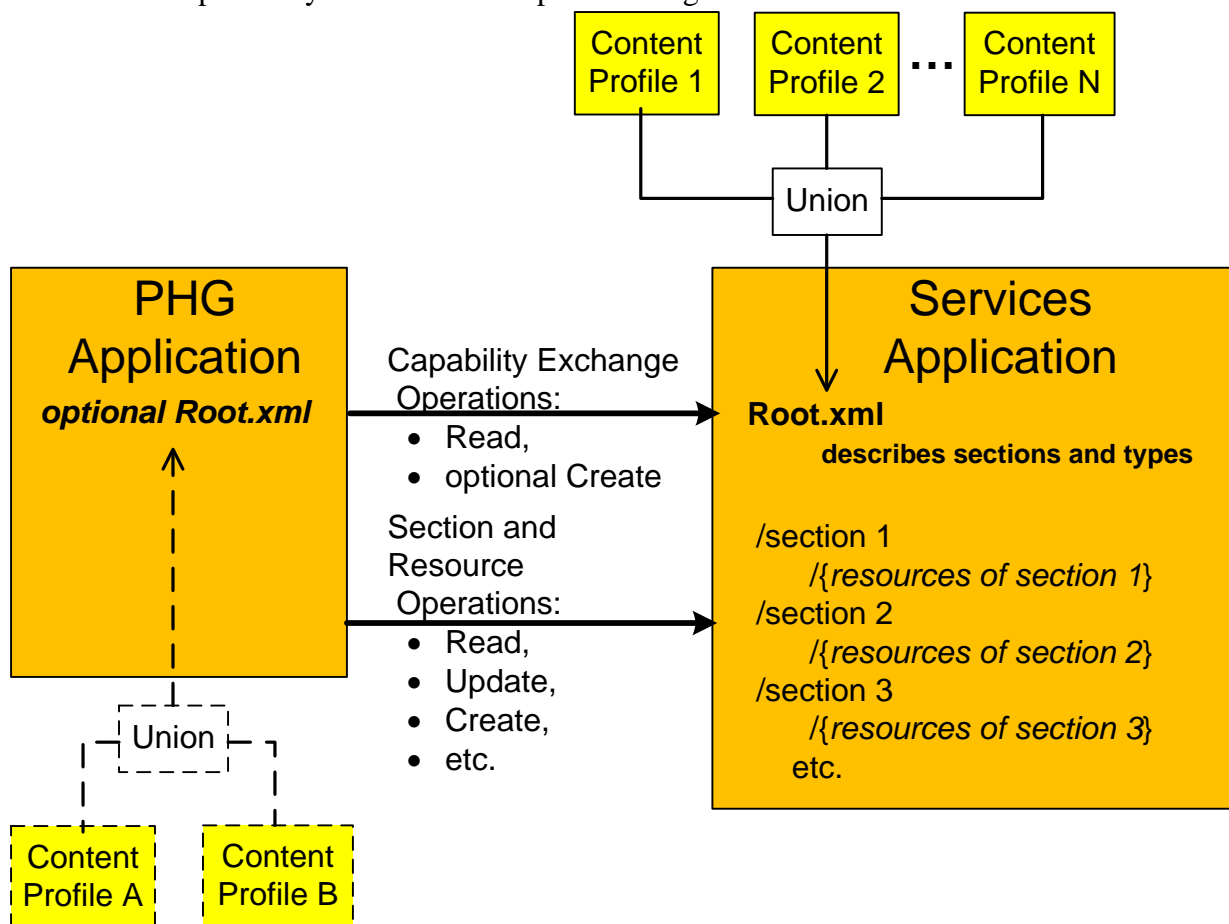 Content
Profile 1
Content
Profile 2
...
Content
Profile N
Union
PHG
Application
optional Root.xml
Capability Exchange
Operations:
• Read,
• optional Create
Section and
Resource
Operations:
• Read,
• Update,
• Create,
• etc.
Services
Application
Root.xml
describes sections and types
/section 1
/{resources of section 1}
/section 2
/{resources of section 2}
/section 3
/{resources of section 3}
etc.
Union
Content
Profile A
Content
Profile B